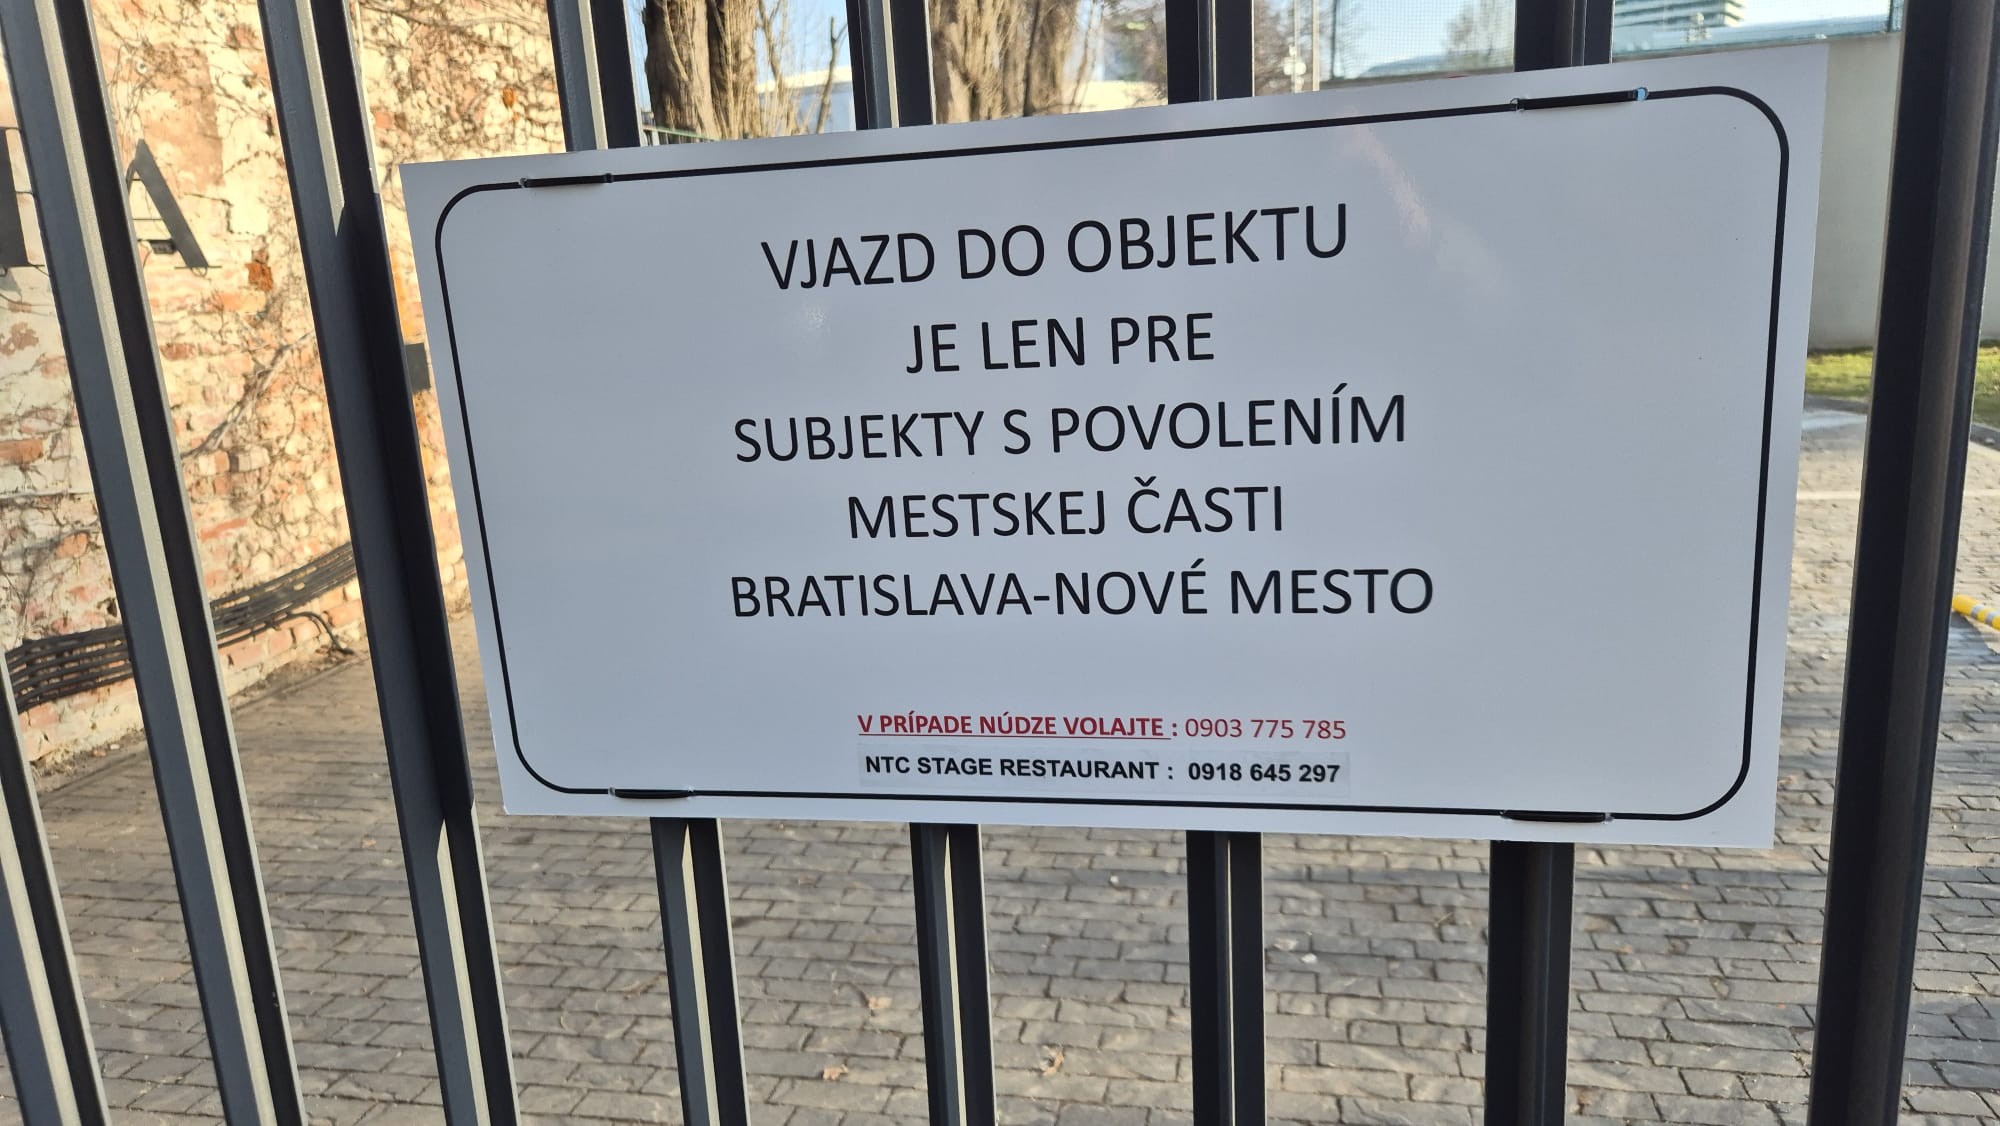 VJAZD DO OBJEKTU
JE LEN PRE
SUBJEKTY S POVOLENÍM
MESTSKEJ ČASTI
BRATISLAVA-NOVÉ MESTO
V PRÍPADE NÚDZE VOLAJTE : 0903 775 785
NTC STAGE RESTAURANT : 0918 645 297